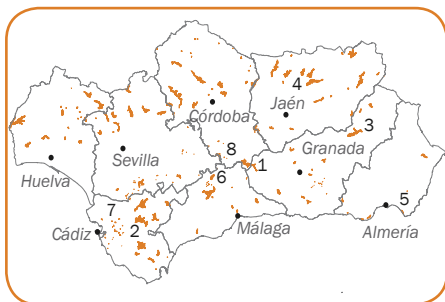 4
Córdoba
Jaén
3
8
1
Granada
Sevilla
6
Huelva
5
7
2
Málaga
Cádiz
Almería